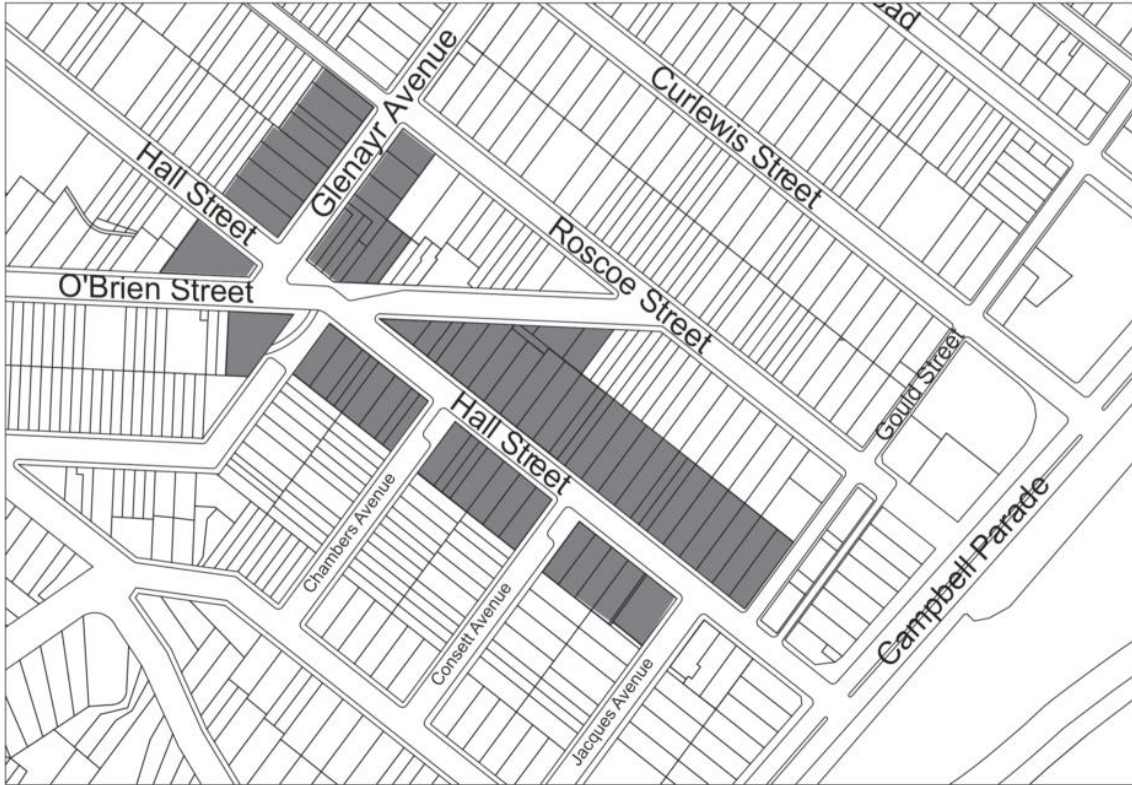 oad
Glenayr Avenue
Curlewis Street
Hall Street
O'Brien Street
Roscoe Street
Gould Street
Hall Street
Chambers Avenue
Consett Avenue
Jacques Avenue
Campbell Parade